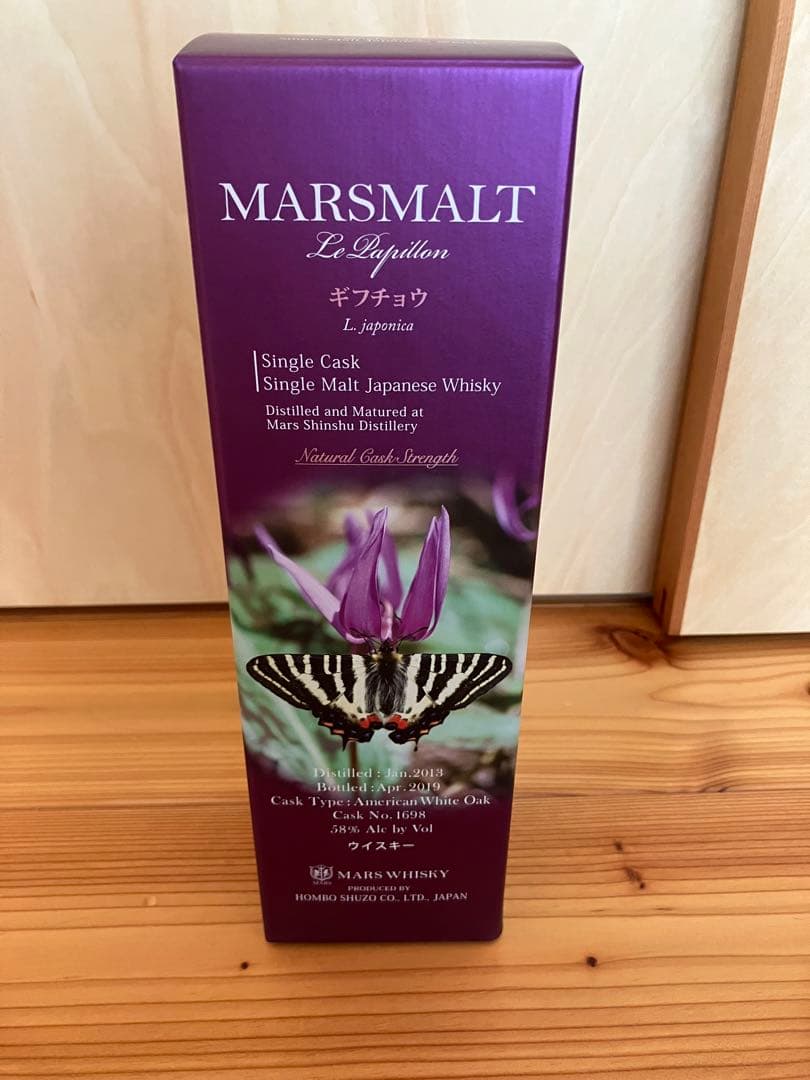 MARSMALT
Le Papillon
ギフチョウ
L. japonica
Single Cask
Single Malt Japanese Whisky
Distilled and Matured at
Mars Shinshu Distillery
Natural Cask Strength
Distilled : Jan.2013
Bottled : Apr. 2019
Cask Type : American White Oak
Cask No. 1698
58% Alc by Vol
ウイスキー
MARS
MARS WHISKY
PRODUCED BY
HOMBO SHUZO CO., LTD., JAPAN